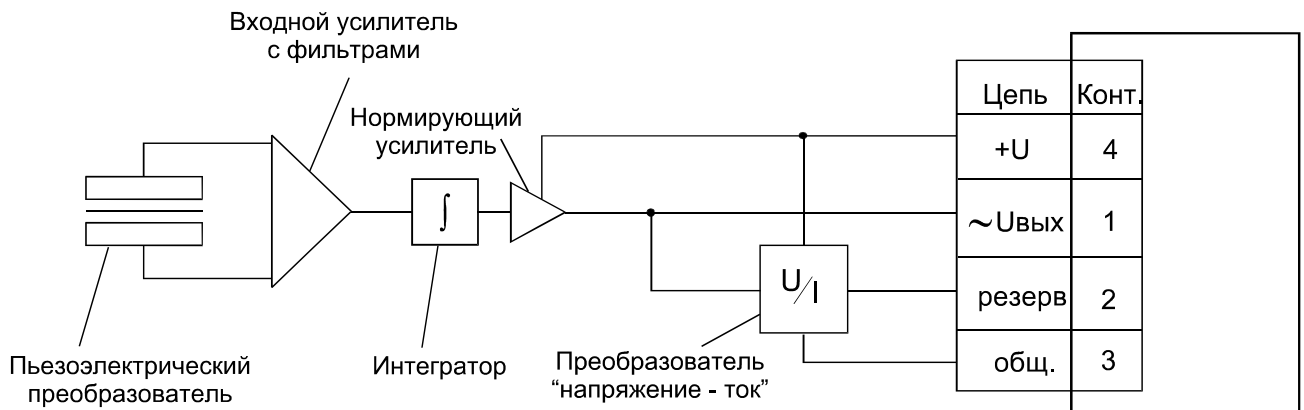 Входной усилитель
с фильтрами
Нормирующий
усилитель
Цепь Конт.
+U 4
~Uвых 1
∫
U/I
резерв 2
общ. 3
Пьезоэлектрический
преобразователь
Интегратор
Преобразователь
“напряжение - ток”